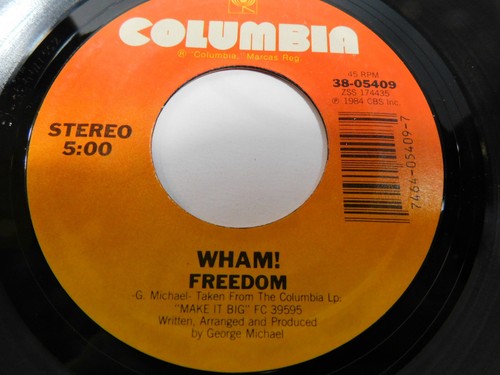 COLUMBIA
® "Columbia, Marcas Reg.
45 RPM
38-05409
ZSS 174435
℗ 1984 CBS Inc.
STEREO
5:00
7464-05409-7
WHAM!
FREEDOM
-G. Michael- Taken From The Columbia Lp:
"MAKE IT BIG" FC 39595
Written, Arranged and Produced
by George Michael